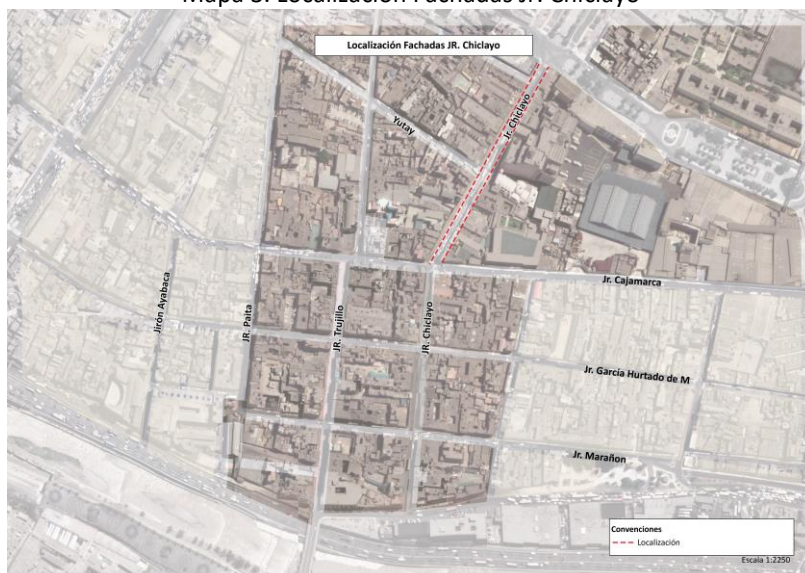 Mapa 3. Localización Fachadas JR. Chiclayo
Localización Fachadas JR. Chiclayo
Jr. Chiclayo
Yutay
Jr. Cajamarca
Jirón Ayabaca
JR. Paita
JR. Trujillo
JR. Chiclayo
Jr. García Hurtado de M
Jr. Marañon
Convenciones
Localización
Escala 1:2250